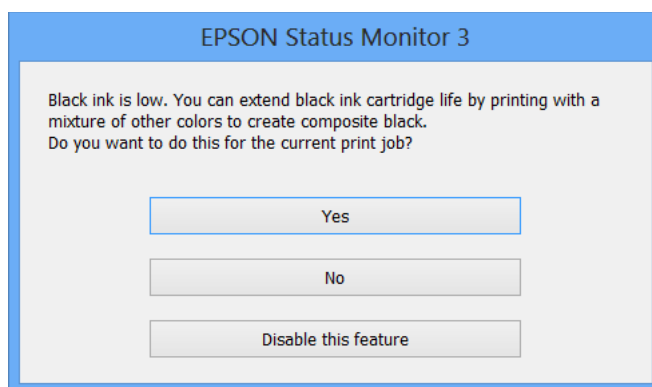 EPSON Status Monitor 3
Black ink is low. You can extend black ink cartridge life by printing with a
mixture of other colors to create composite black.
Do you want to do this for the current print job?
Yes
No
Disable this feature